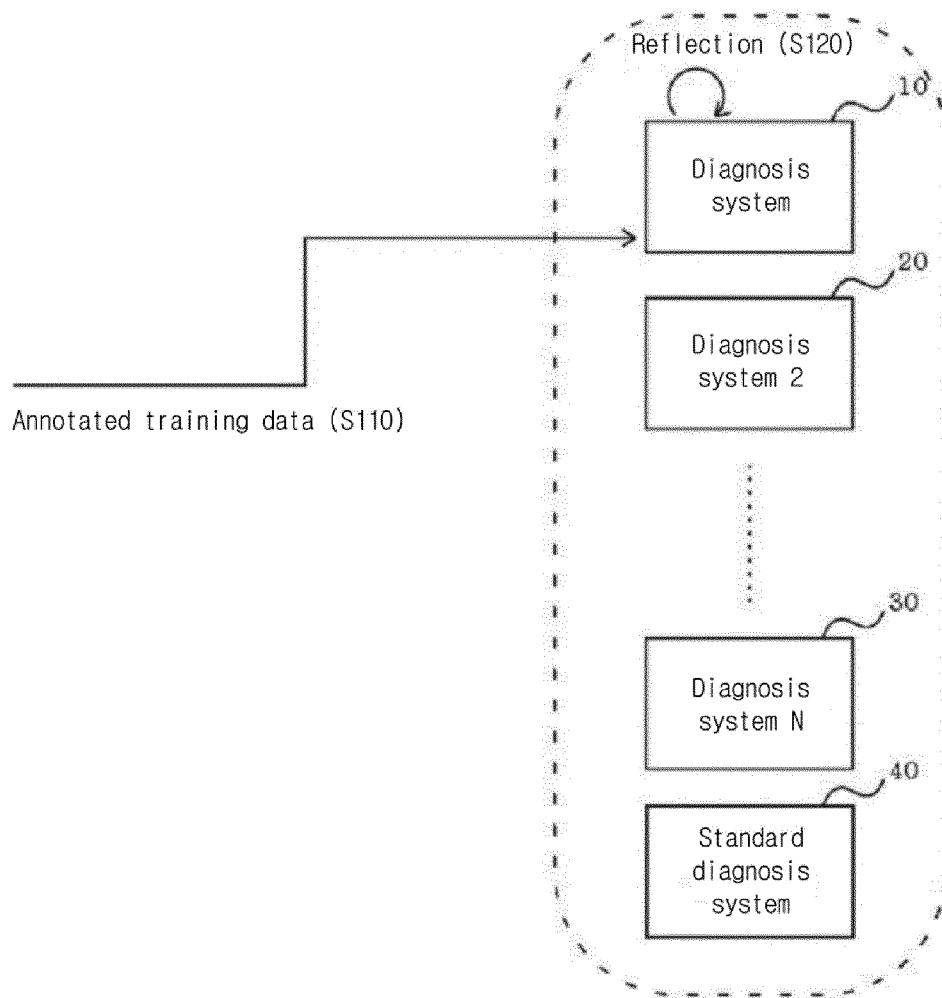 Reflection (S120)
10
Diagnosis
system
20
Diagnosis
system 2
Annotated training data (S110)
30
Diagnosis
system N
40
Standard
diagnosis
system